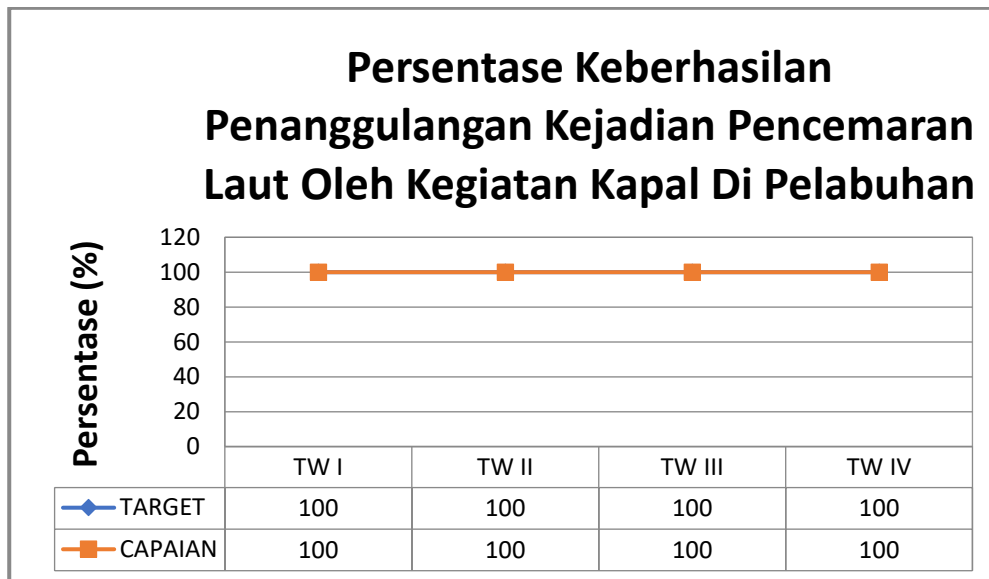 Persentase Keberhasilan
Penanggulangan Kejadian Pencemaran
Laut Oleh Kegiatan Kapal Di Pelabuhan
Persentase (%)
120
100
80
60
40
20
0
TW I TW II TW III TW IV
TARGET 100 100 100 100
CAPAIAN 100 100 100 100